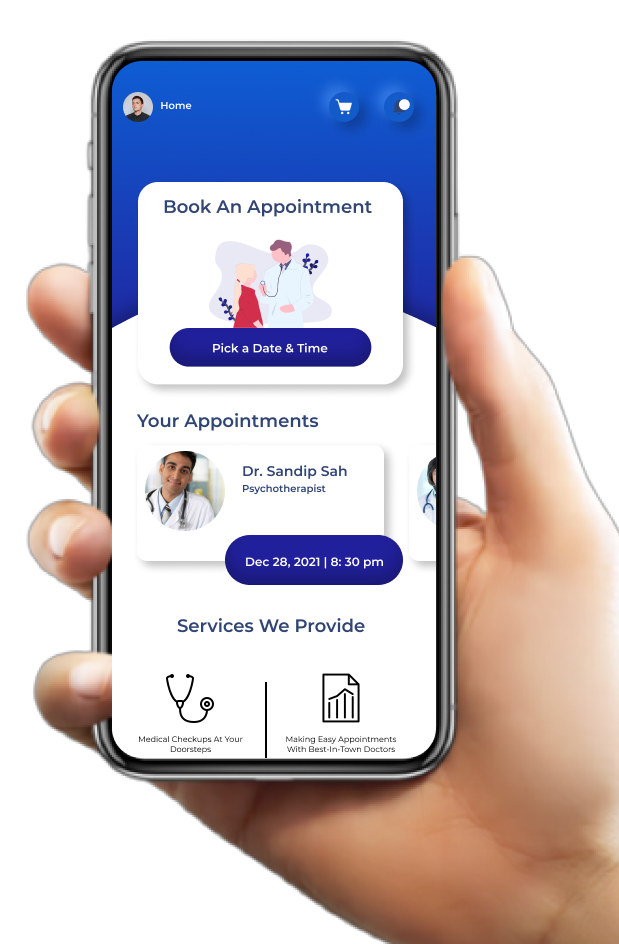 Home
Book An Appointment
Pick a Date & Time
Your Appointments
Dr. Sandip Sah
Psychotherapist
Dec 28, 2021 | 8: 30 pm
Services We Provide
Medical Checkups At Your
Doorsteps
Making Easy Appointments
With Best-In-Town Doctors